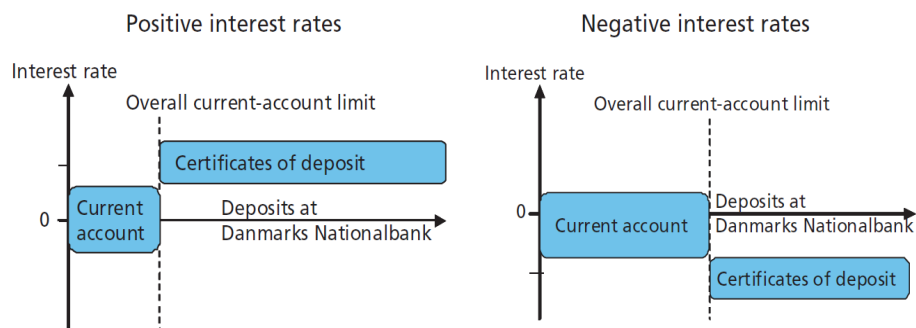 Positive interest rates
Interest rate
Overall current-account limit
Certificates of deposit
0
Current
account
Deposits at
Danmarks Nationalbank
Negative interest rates
Interest rate
Overall current-account limit
0
Current account
Deposits at
Danmarks Nationalbank
Certificates of deposit